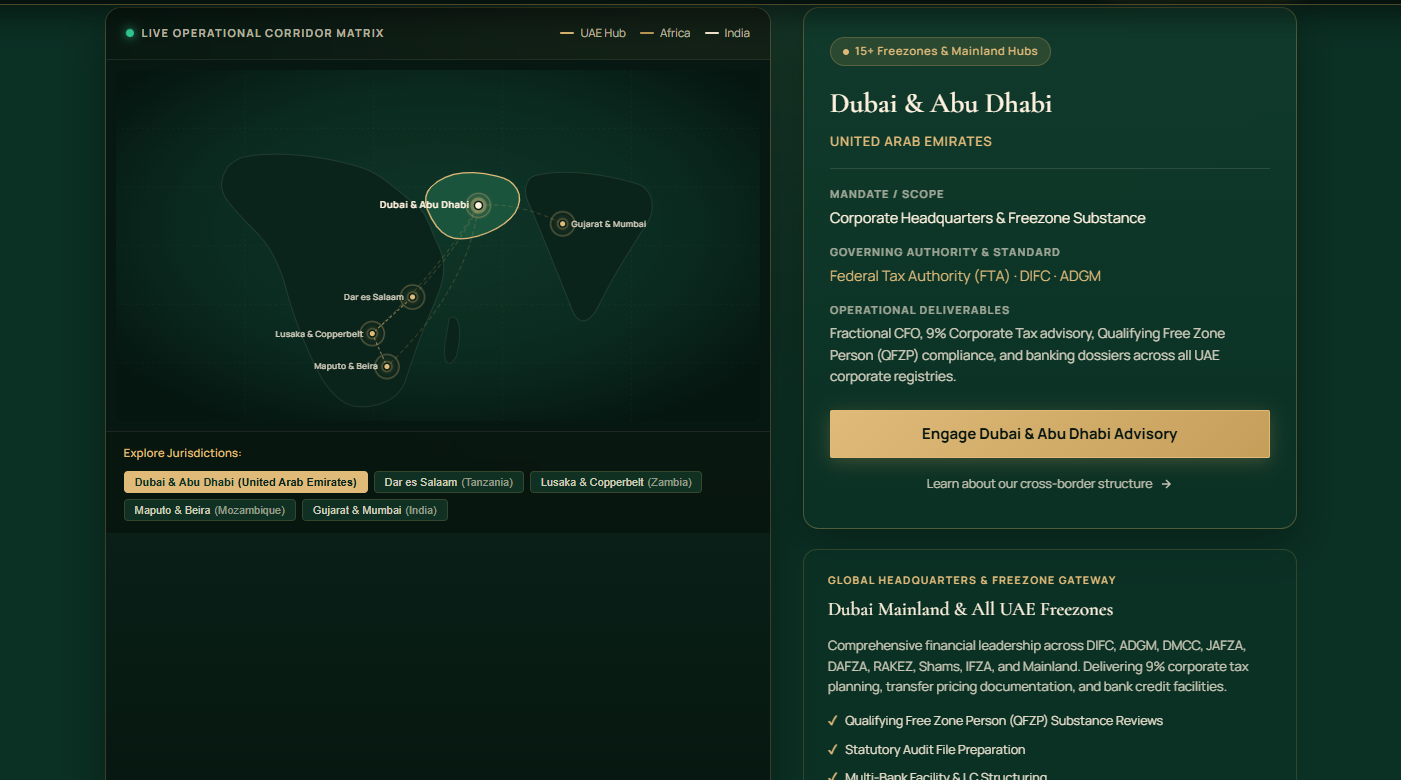 LIVE OPERATIONAL CORRIDOR MATRIX
UAE Hub
Africa
India
Dubai & Abu Dhabi
Gujarat & Mumbai
Dar es Salaam
Lusaka & Copperbelt
Maputo & Beira
Explore Jurisdictions:
Dubai & Abu Dhabi (United Arab Emirates)
Dar es Salaam (Tanzania)
Lusaka & Copperbelt (Zambia)
Maputo & Beira (Mozambique)
Gujarat & Mumbai (India)
15+ Freezones & Mainland Hubs
Dubai & Abu Dhabi
UNITED ARAB EMIRATES
MANDATE / SCOPE
Corporate Headquarters & Freezone Substance
GOVERNING AUTHORITY & STANDARD
Federal Tax Authority (FTA) · DIFC · ADGM
OPERATIONAL DELIVERABLES
Fractional CFO, 9% Corporate Tax advisory, Qualifying Free Zone
Person (QFZP) compliance, and banking dossiers across all UAE
corporate registries.
Engage Dubai & Abu Dhabi Advisory
Learn about our cross-border structure →
GLOBAL HEADQUARTERS & FREEZONE GATEWAY
Dubai Mainland & All UAE Freezones
Comprehensive financial leadership across DIFC, ADGM, DMCC, JAFZA,
DAFZA, RAKEZ, Shams, IFZA, and Mainland. Delivering 9% corporate tax
planning, transfer pricing documentation, and bank credit facilities.
✓ Qualifying Free Zone Person (QFZP) Substance Reviews
✓ Statutory Audit File Preparation
✓ Multi-Bank Facility & LC Structuring